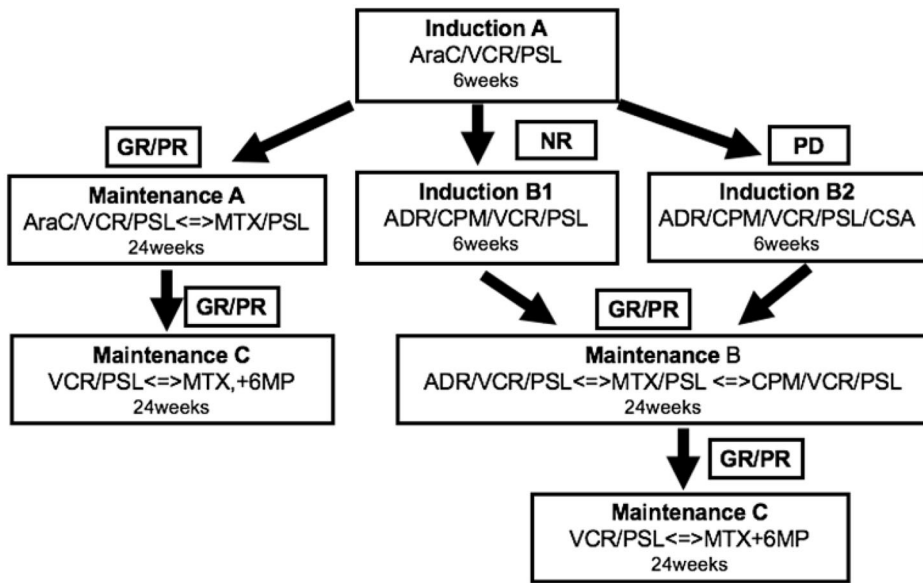 Induction A
AraC/VCR/PSL
6weeks
GR/PR
NR
PD
Maintenance A
AraC/VCR/PSL<=>MTX/PSL
24weeks
Induction B1
ADR/CPM/VCR/PSL
6weeks
Induction B2
ADR/CPM/VCR/PSL/CSA
6weeks
GR/PR
GR/PR
Maintenance C
VCR/PSL<=>MTX,+6MP
24weeks
Maintenance B
ADR/VCR/PSL<=>MTX/PSL <=>CPM/VCR/PSL
24weeks
GR/PR
Maintenance C
VCR/PSL<=>MTX+6MP
24weeks